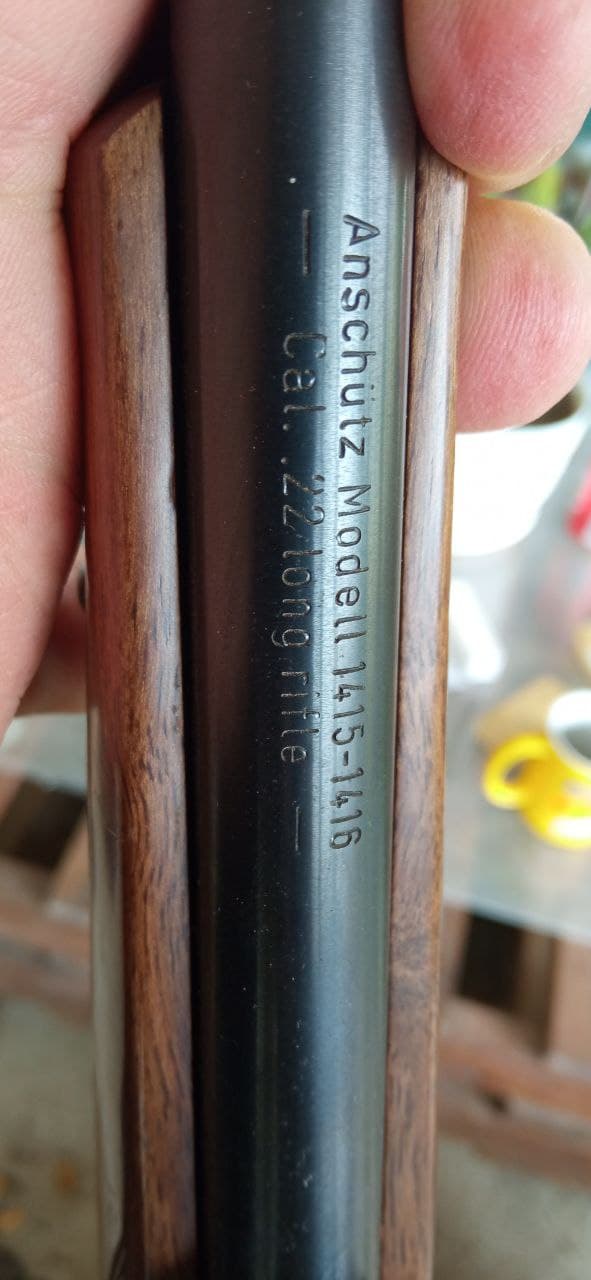 Anschütz Modell 1415-1416
— Cal. .22 long rifle —